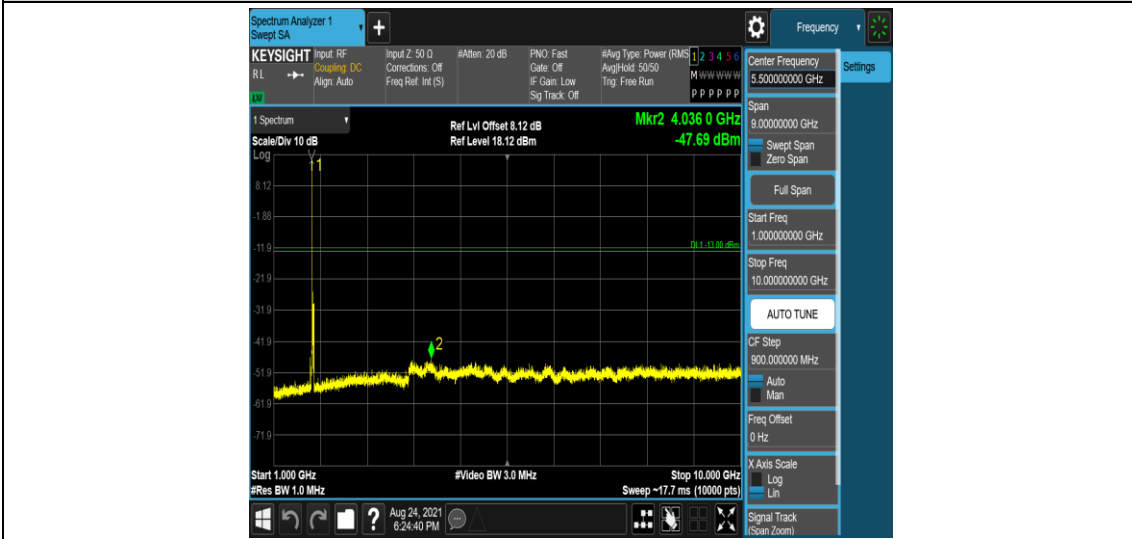 Spectrum Analyzer 1
Swept SA
+
Frequency
KEYSIGHT
RL
LXI
Input: RF
Coupling: DC
Align: Auto
Input Z: 50 Ω
Corrections: Off
Freq Ref: Int (S)
#Atten: 20 dB
PNO: Fast
Gate: Off
IF Gain: Low
Sig Track: Off
#Avg Type: Power (RMS
Avg|Hold: 50/50
Trig: Free Run
1 2 3 4 5 6
M W W W W W
P P P P P P
1 Spectrum
Scale/Div 10 dB
Log
Ref Lvl Offset 8.12 dB
Ref Level 18.12 dBm
Mkr2 4.036 0 GHz
-47.69 dBm
1
8.12
-1.88
-11.9
DL1 -13.00 dBm
-21.9
-31.9
-41.9
2
-51.9
-61.9
-71.9
Start 1.000 GHz
#Res BW 1.0 MHz
#Video BW 3.0 MHz
Stop 10.000 GHz
Sweep ~17.7 ms (10000 pts)
?
Aug 24, 2021
6:24:40 PM
Center Frequency
5.500000000 GHz
Settings
Span
9.00000000 GHz
Swept Span
Zero Span
Full Span
Start Freq
1.000000000 GHz
Stop Freq
10.000000000 GHz
AUTO TUNE
CF Step
900.000000 MHz
Auto
Man
Freq Offset
0 Hz
X Axis Scale
Log
Lin
Signal Track
(Span Zoom)